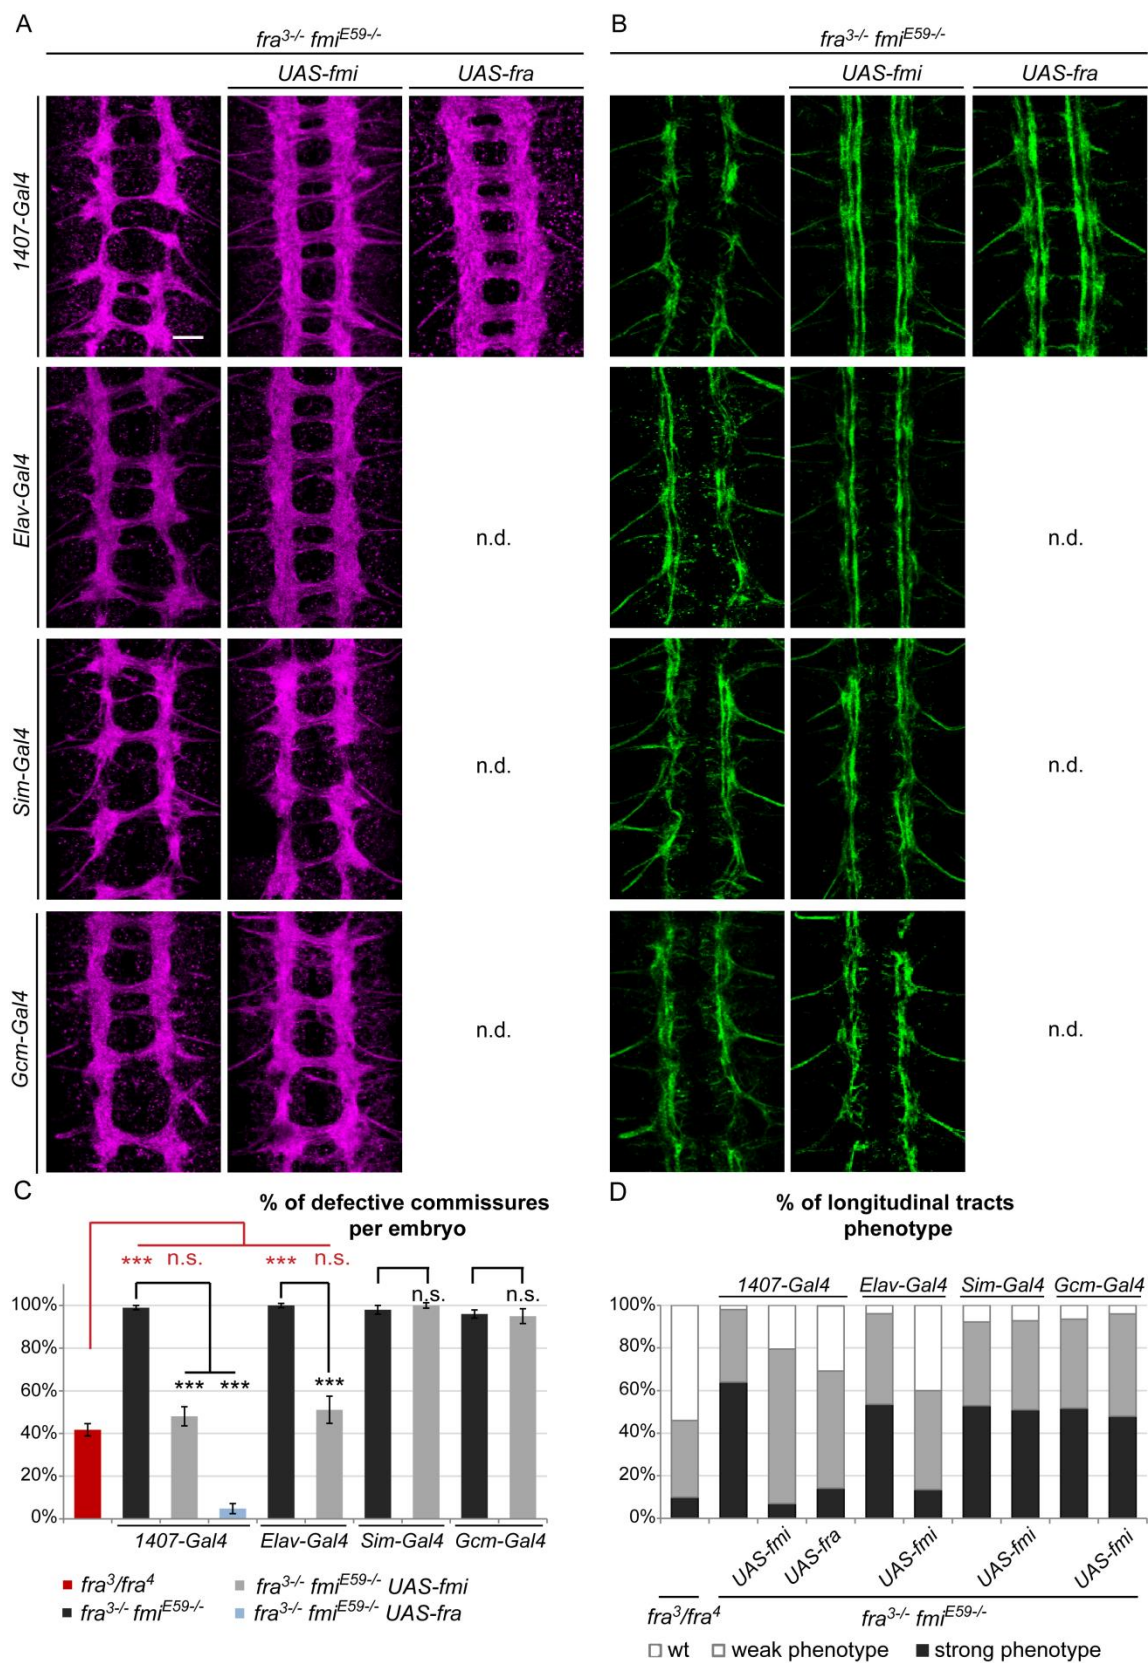 A
fra3-/- fmiE59-/-
UAS-fmi UAS-fra
B
fra3-/- fmiE59-/-
UAS-fmi UAS-fra
1407-Gal4
Elav-Gal4
n.d.
n.d.
Sim-Gal4
n.d.
n.d.
Gcm-Gal4
n.d.
n.d.
C
% of defective commissures
per embryo
*** n.s. *** n.s.
n.s. n.s.
*** *** ***
100%
80%
60%
40%
20%
0%
1407-Gal4 Elav-Gal4 Sim-Gal4 Gcm-Gal4
fra3/fra4 fra3-/- fmiE59-/- UAS-fmi
fra3-/- fmiE59-/- fra3-/- fmiE59-/- UAS-fra
D
% of longitudinal tracts
phenotype
1407-Gal4 Elav-Gal4 Sim-Gal4 Gcm-Gal4
100%
80%
60%
40%
20%
0%
UAS-fmi UAS-fra UAS-fmi UAS-fmi UAS-fmi
fra3/fra4 fra3-/- fmiE59-/-
wt weak phenotype strong phenotype